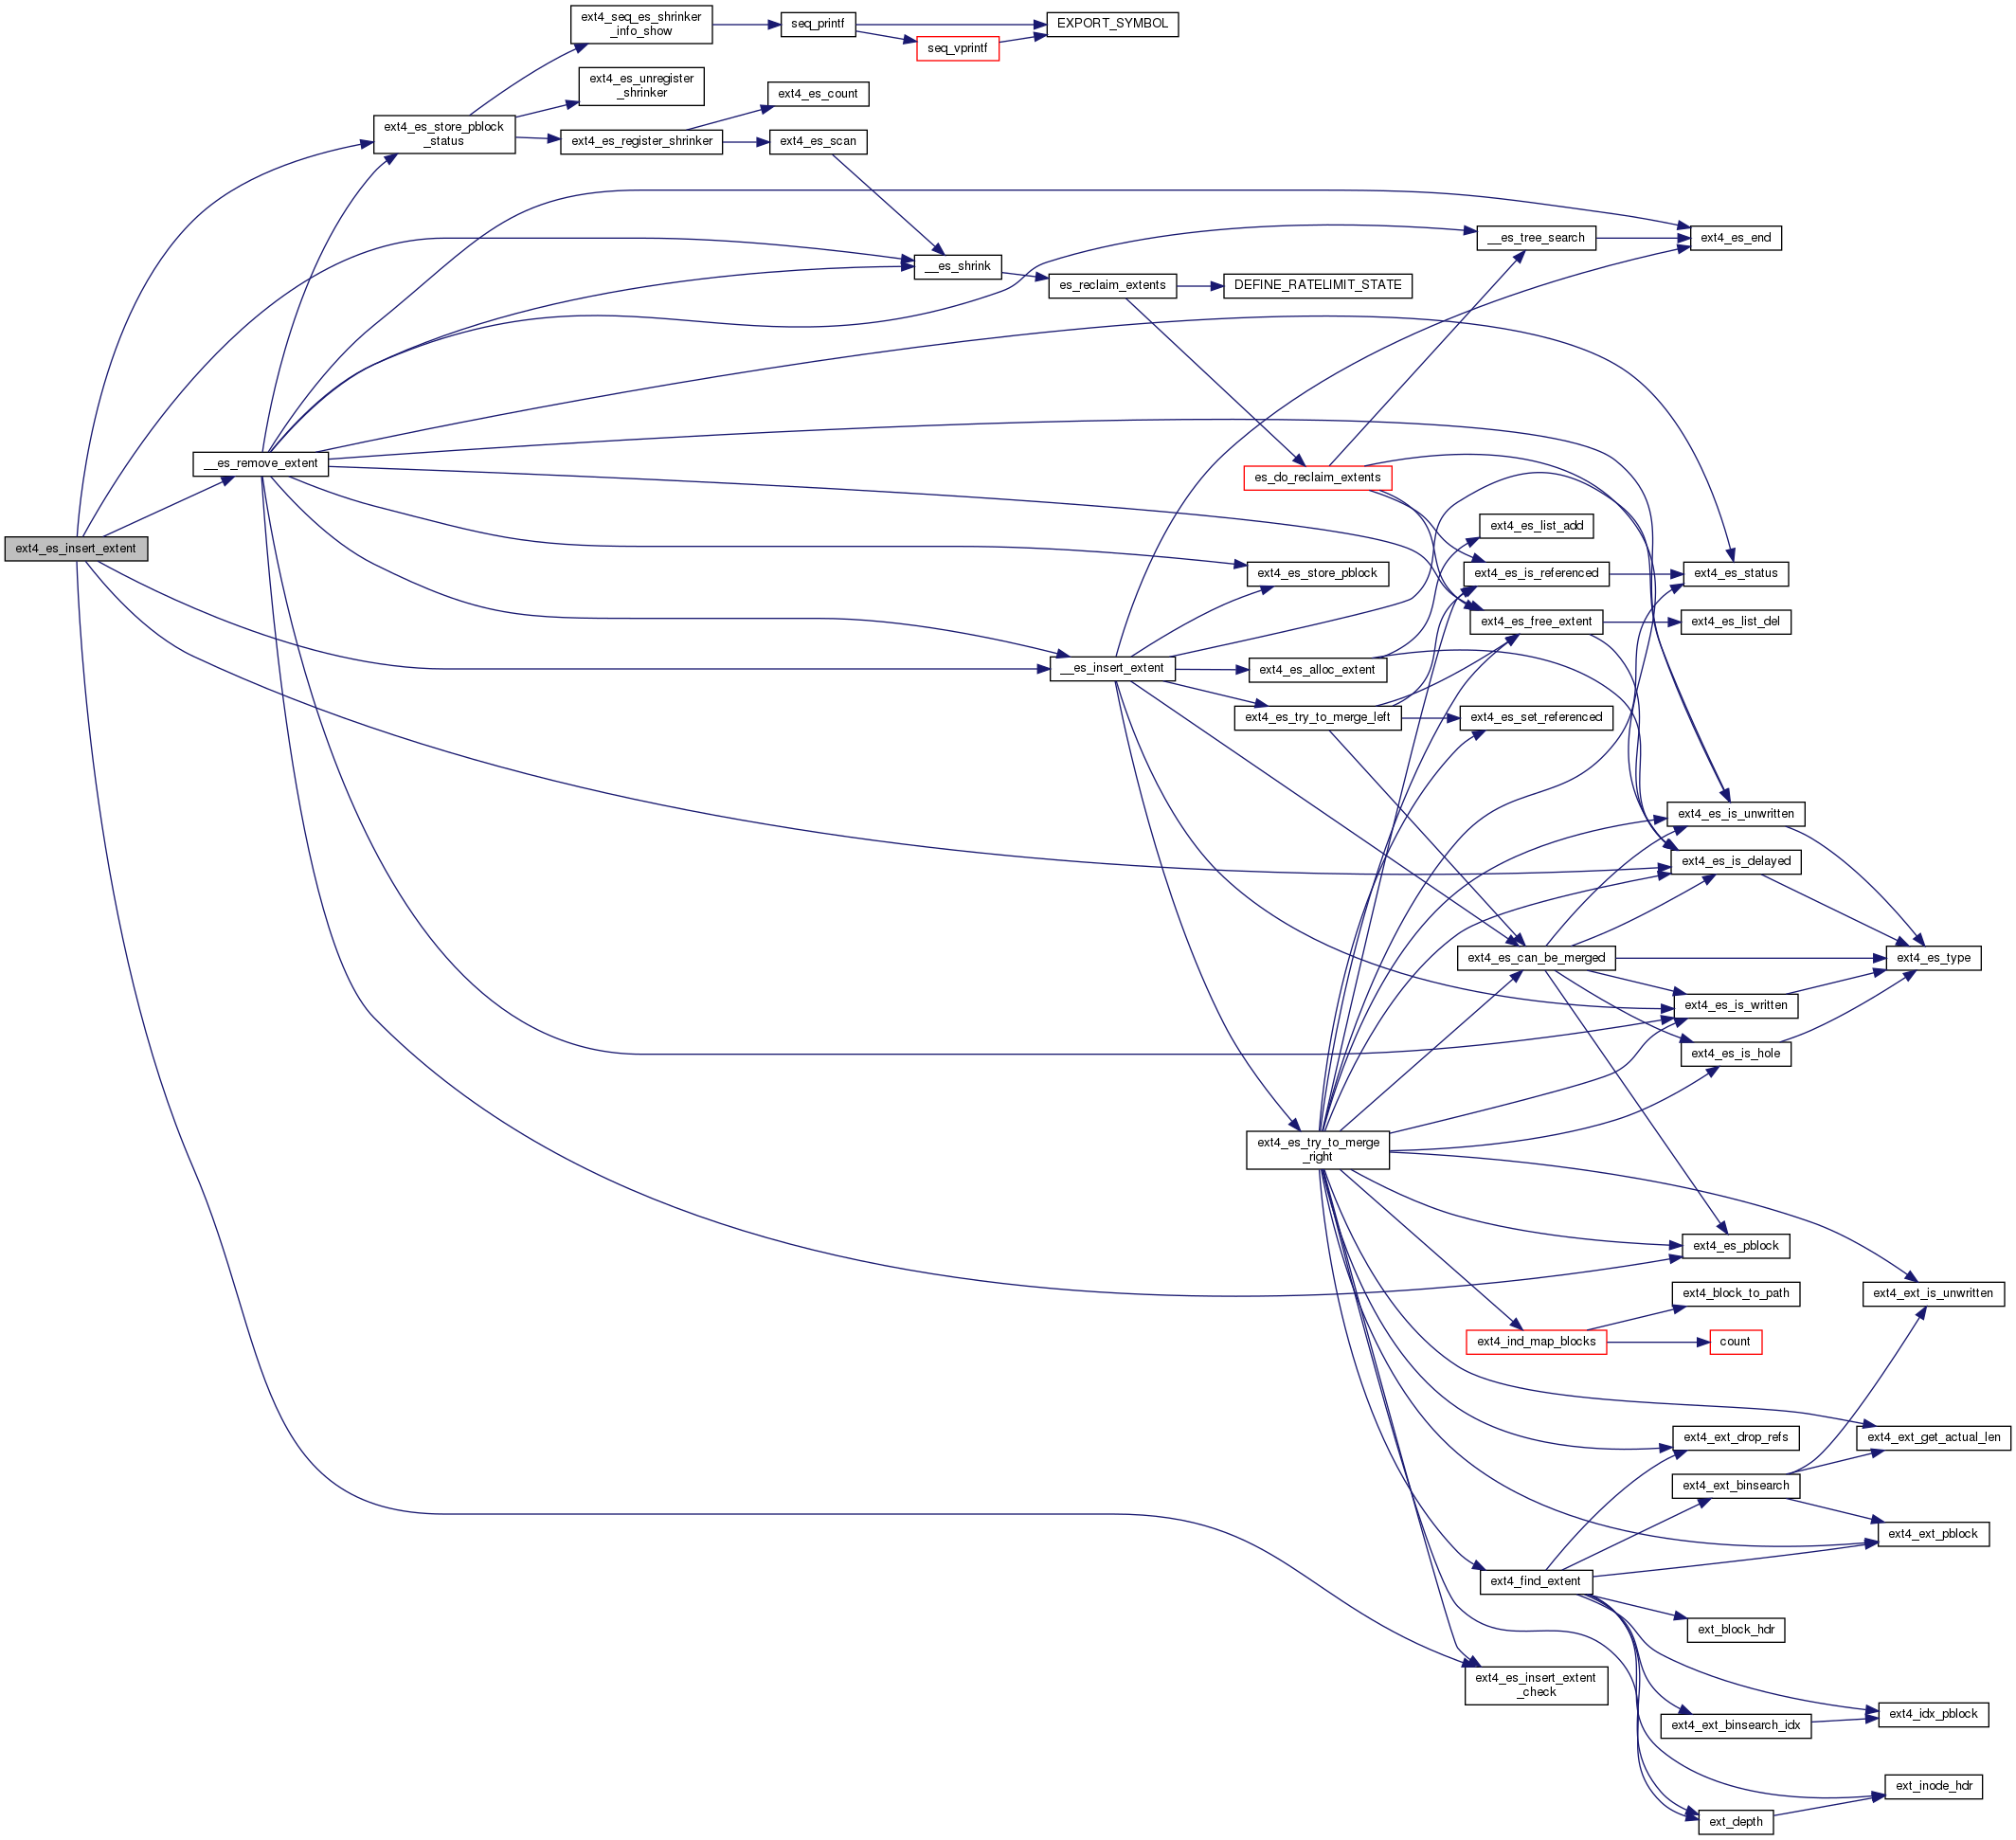 ext4_seq_es_shrinker
_info_show
seq_printf
EXPORT_SYMBOL
seq_vprintf
ext4_es_unregister
_shrinker
ext4_es_count
ext4_es_store_pblock
_status
ext4_es_register_shrinker
ext4_es_scan
__es_tree_search
ext4_es_end
__es_shrink
es_reclaim_extents
DEFINE_RATELIMIT_STATE
__es_remove_extent
es_do_reclaim_extents
ext4_es_list_add
ext4_es_insert_extent
ext4_es_store_pblock
ext4_es_is_referenced
ext4_es_status
ext4_es_free_extent
ext4_es_list_del
__es_insert_extent
ext4_es_alloc_extent
ext4_es_try_to_merge_left
ext4_es_set_referenced
ext4_es_is_unwritten
ext4_es_is_delayed
ext4_es_can_be_merged
ext4_es_type
ext4_es_is_written
ext4_es_is_hole
ext4_es_try_to_merge
_right
ext4_es_pblock
ext4_block_to_path
ext4_ext_is_unwritten
ext4_ind_map_blocks
count
ext4_ext_drop_refs
ext4_ext_get_actual_len
ext4_ext_binsearch
ext4_ext_pblock
ext4_find_extent
ext_block_hdr
ext4_es_insert_extent
_check
ext4_ext_binsearch_idx
ext4_idx_pblock
ext_inode_hdr
ext_depth